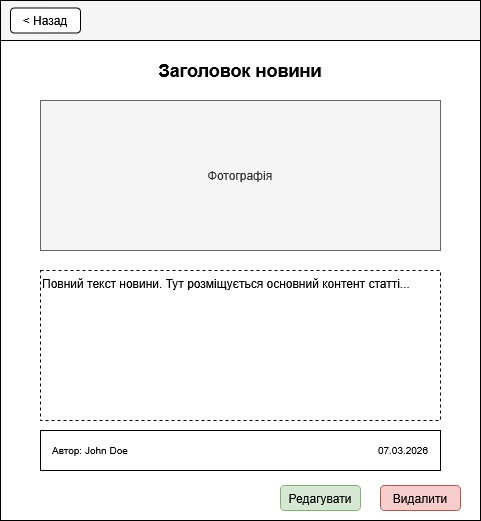 < Назад
Заголовок новини
Фотографія
Повний текст новини. Тут розміщується основний контент статті...
Автор: John Doe 07.03.2026
Редагувати Видалити